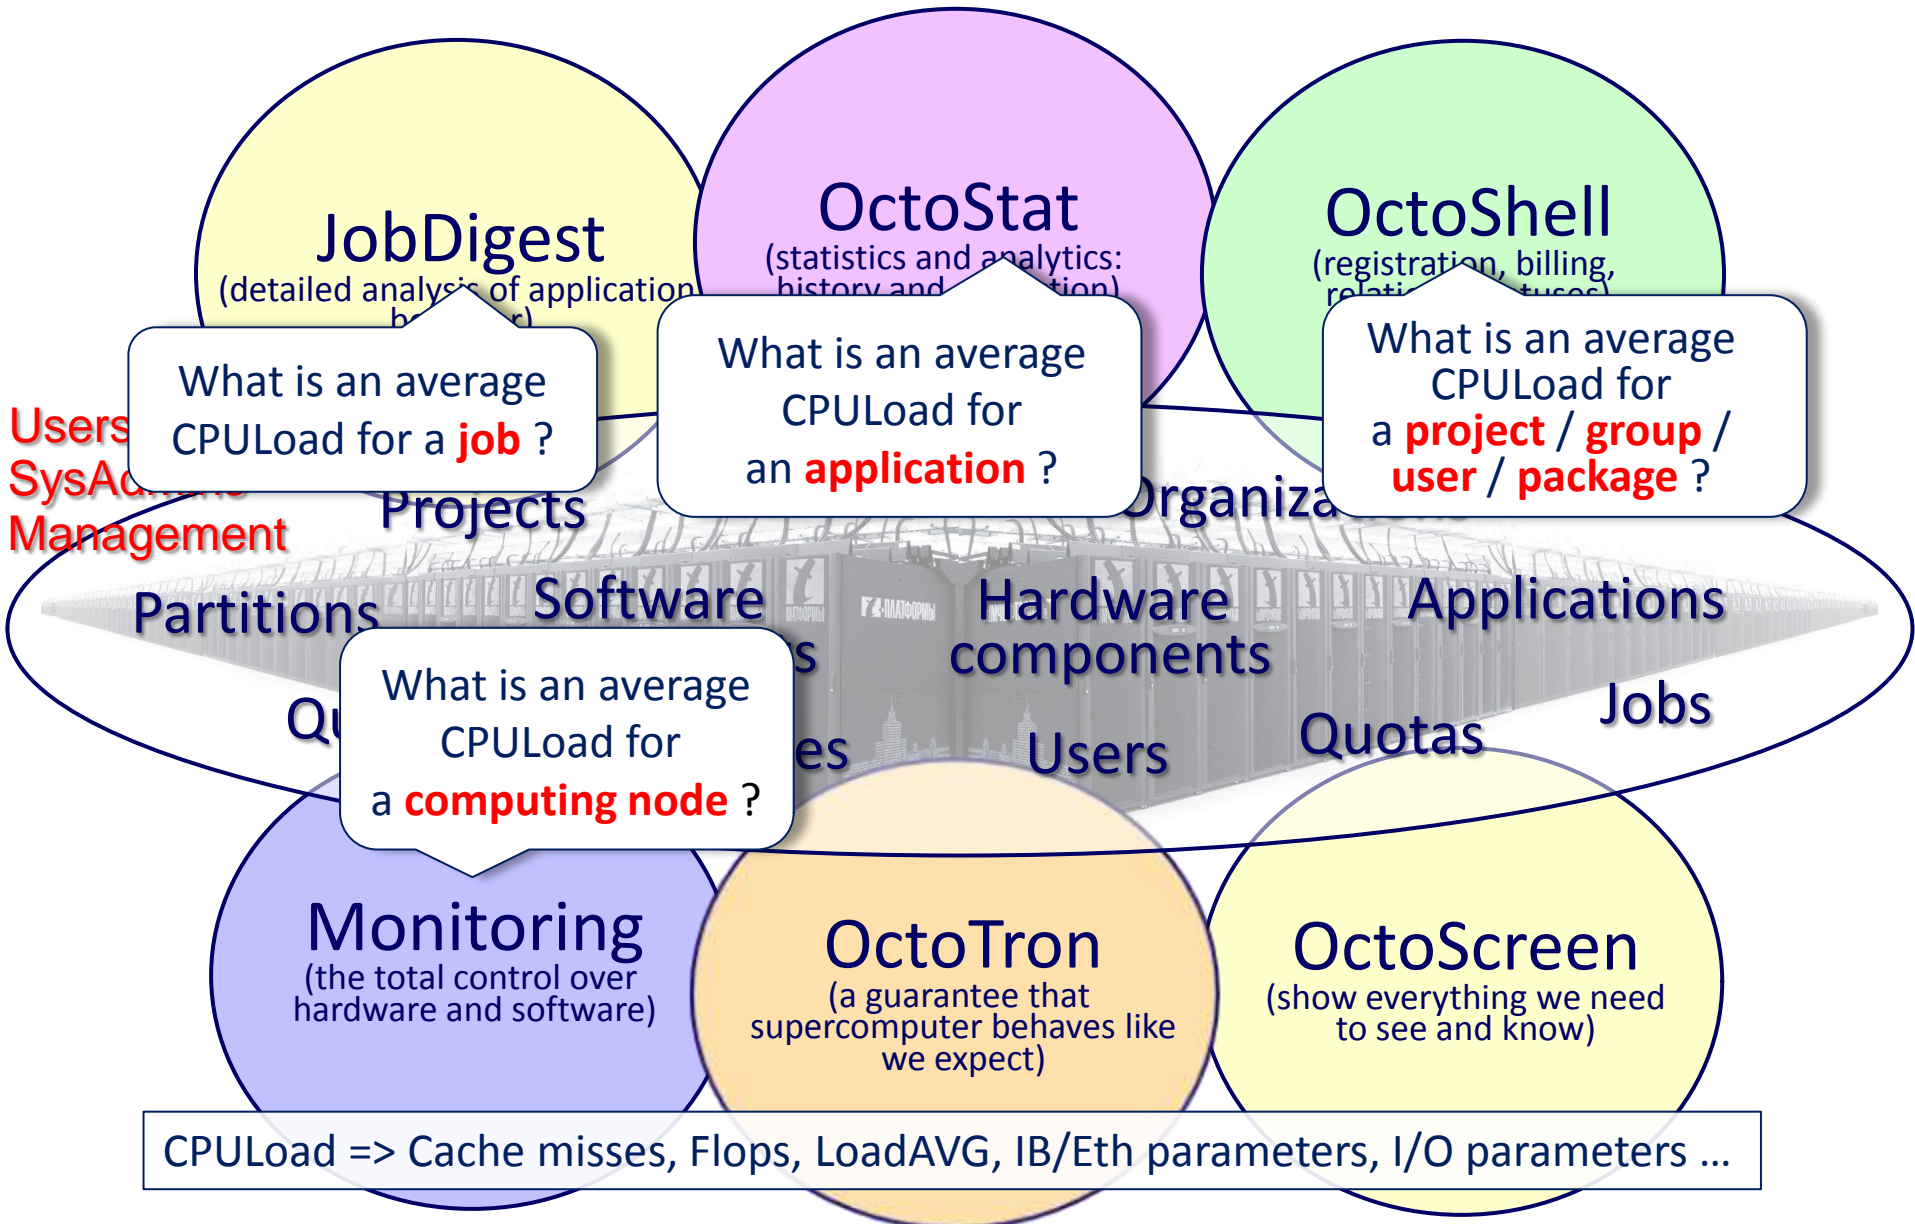 JobDigest
(detailed analysis of application
OctoStat
(statistics and analytics:
history and
OctoShell
(registration, billing,
What is an average
CPULoad for a job ?
What is an average
CPULoad for
an application ?
What is an average
CPULoad for
a project / group /
user / package ?
Users
Management
Projects
Partitions
Software
Hardware
components
Applications
What is an average
CPULoad for
a computing node ?
Users
Quotas
Jobs
Т-ПЛАТФОРМЫ
Monitoring
(the total control over
hardware and software)
OctoTron
(a guarantee that
supercomputer behaves like
we expect)
OctoScreen
(show everything we need
to see and know)
CPULoad => Cache misses, Flops, LoadAVG, IB/Eth parameters, I/O parameters ...